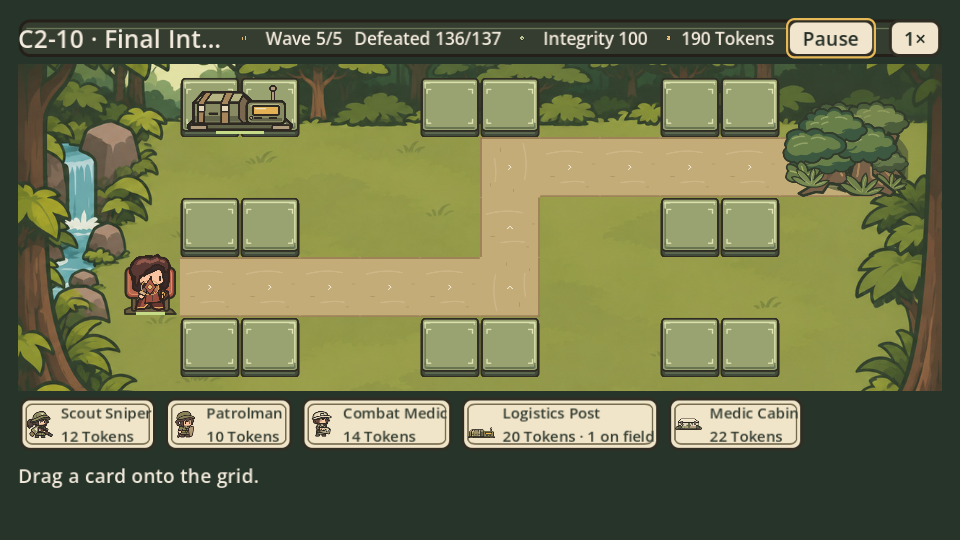 C2-10 · Final Int... Wave 5/5 Defeated 136/137 Integrity 100 190 Tokens Pause 1×
Scout Sniper Patrolman Combat Medic Logistics Post Medic Cabin
12 Tokens 10 Tokens 14 Tokens 20 Tokens · 1 on field 22 Tokens
Drag a card onto the grid.